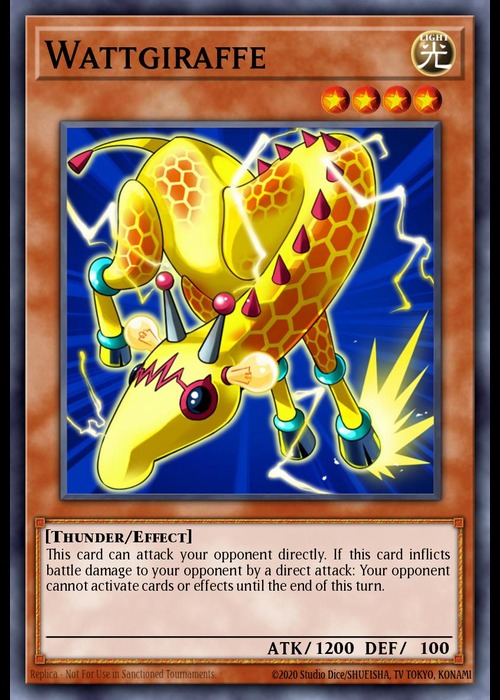 WATTGIRAFFE
LIGHT
光
[THUNDER/EFFECT]
This card can attack your opponent directly. If this card inflicts
battle damage to your opponent by a direct attack: Your opponent
cannot activate cards or effects until the end of this turn.
ATK/ 1200 DEF/ 100
Replica - Not For Use in Sanctioned Tournaments
©2020 Studio Dice/SHUEISHA, TV TOKYO, KONAMI